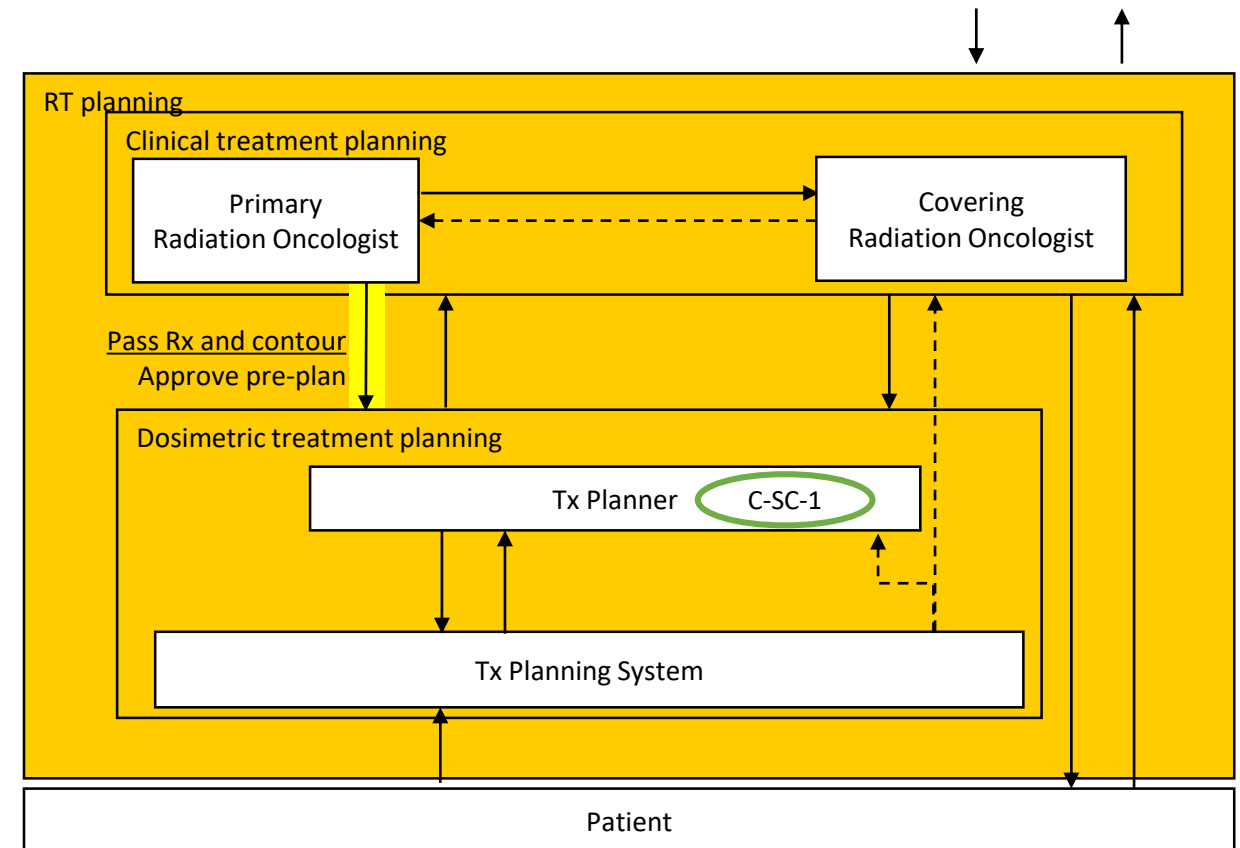 RT planning
Clinical treatment planning
Primary
Radiation Oncologist
Covering
Radiation Oncologist
Pass Rx and contour
Approve pre-plan
Dosimetric treatment planning
Tx Planner
C-SC-1
Tx Planning System
Patient